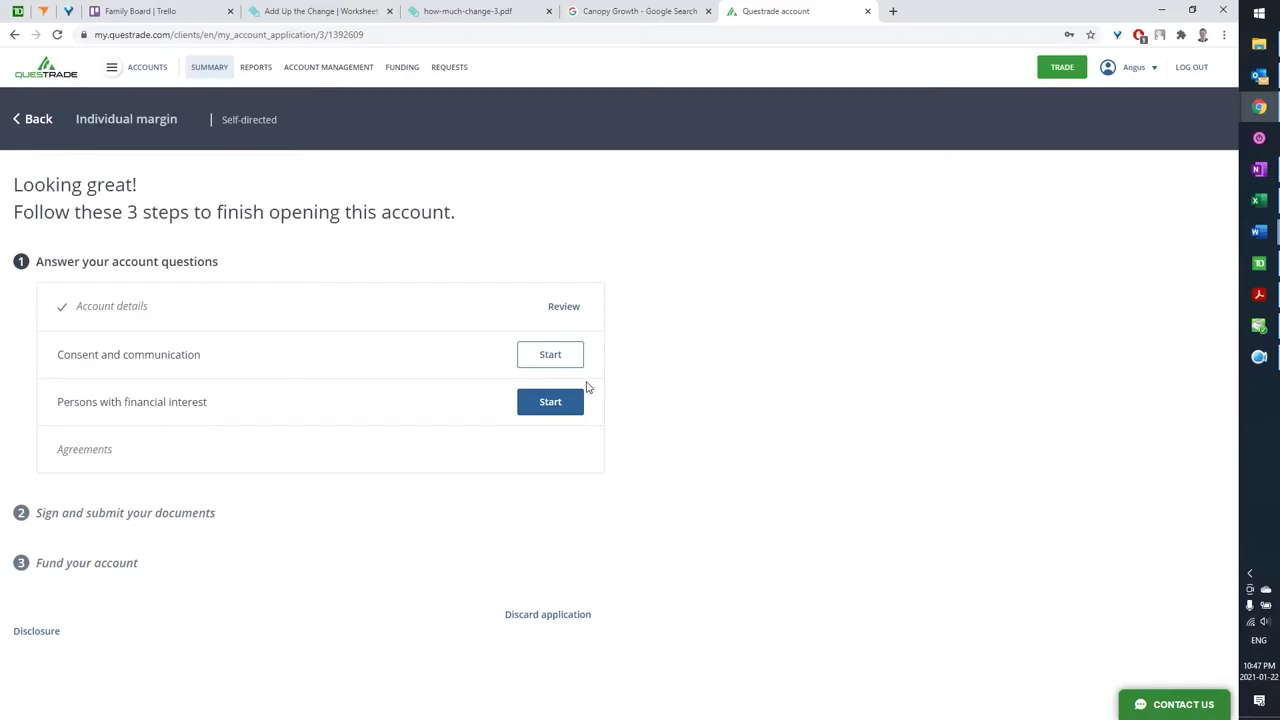 Family Board | Trello
Add Up the Change | Workshee
how-much-change-3.pdf
Canopy Growth - Google Search
Questrade account
my.questrade.com/clients/en/my_account_application/3/1392609
QUESTRADE
ACCOUNTS
SUMMARY
REPORTS
ACCOUNT MANAGEMENT
FUNDING
REQUESTS
TRADE
Angus
LOG OUT
Back
Individual margin
Self-directed
Looking great!
Follow these 3 steps to finish opening this account.
1 Answer your account questions
Account details
Review
Consent and communication
Start
Persons with financial interest
Start
Agreements
2 Sign and submit your documents
3 Fund your account
Discard application
Disclosure
CONTACT US
ENG
10:47 PM
2021-01-22